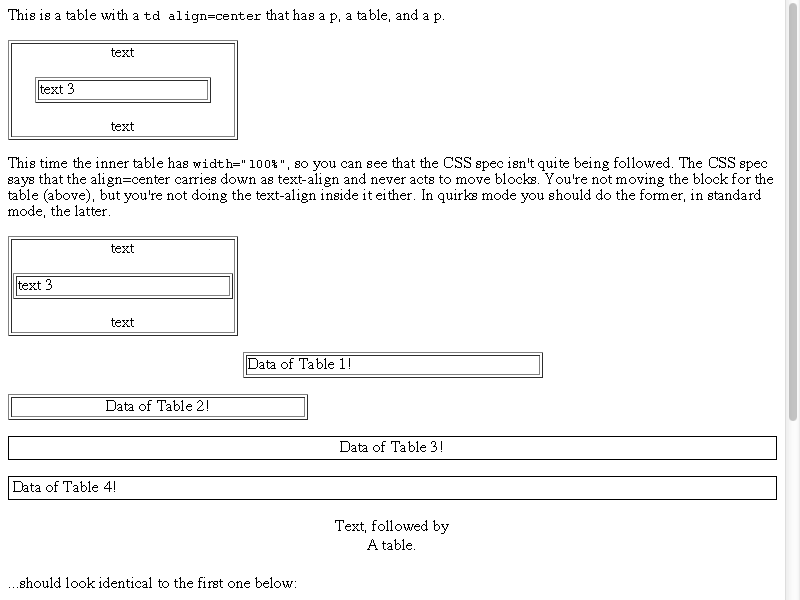 This is a table with a td align=center that has a p, a table, and a p.
text
text 3
text
This time the inner table has width="100%", so you can see that the CSS spec isn't quite being followed. The CSS spec
says that the align=center carries down as text-align and never acts to move blocks. You're not moving the block for the
table (above), but you're not doing the text-align inside it either. In quirks mode you should do the former, in standard
mode, the latter.
text
text 3
text
Data of Table 1!
Data of Table 2!
Data of Table 3!
Data of Table 4!
Text, followed by
A table.
...should look identical to the first one below: